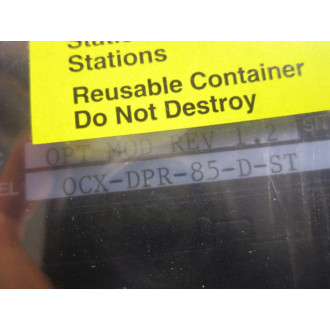 Stations
Reusable Container
Do Not Destroy
OPT MOD REV 1.2
OCX-DPR-85-D-ST